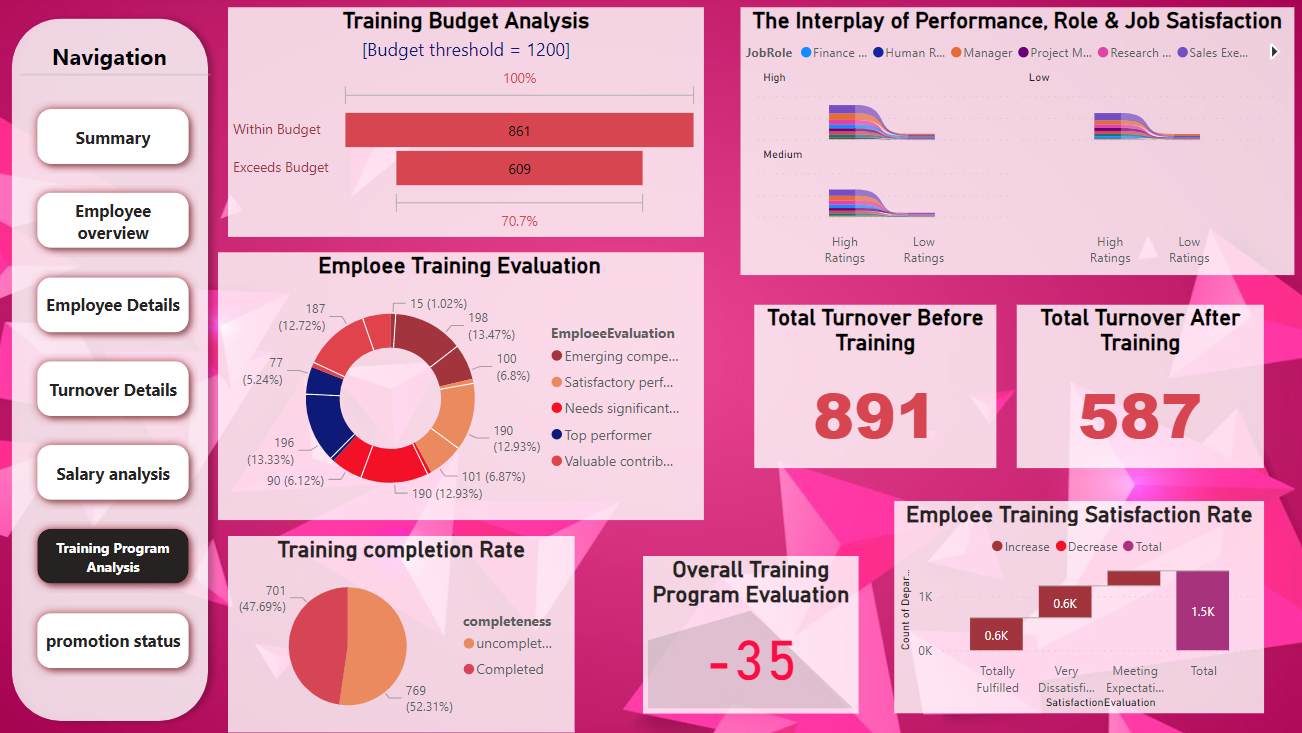 Navigation
Summary
Employee
overview
Employee Details
Turnover Details
Salary analysis
Training Program
Analysis
promotion status
Training Budget Analysis
[Budget threshold = 1200]
100%
Within Budget
861
Exceeds Budget
609
70.7%
The Interplay of Performance, Role & Job Satisfaction
JobRole Finance ... Human R... Manager Project M... Research ... Sales Exe...
High
Low
Medium
High
Ratings
Low
Ratings
High
Ratings
Low
Ratings
Emploee Training Evaluation
15 (1.02%)
198
(13.47%)
100
(6.8%)
190
(12.93%)
101 (6.87%)
190 (12.93%)
90 (6.12%)
196
(13.33%)
77
(5.24%)
187
(12.72%)
EmploeeEvaluation
Emerging compe...
Satisfactory perf...
Needs significant...
Top performer
Valuable contrib...
Total Turnover Before
Training
891
Total Turnover After
Training
587
Training completion Rate
701
(47.69%)
769
(52.31%)
completeness
uncomplet...
Completed
Overall Training
Program Evaluation
-35
Emploee Training Satisfaction Rate
Increase Decrease Total
Count of Depar...
1K
0K
0.6K
0.6K
1.5K
Totally
Fulfilled
Very
Dissatisfi...
Meeting
Expectati...
Total
SatisfactionEvaluation